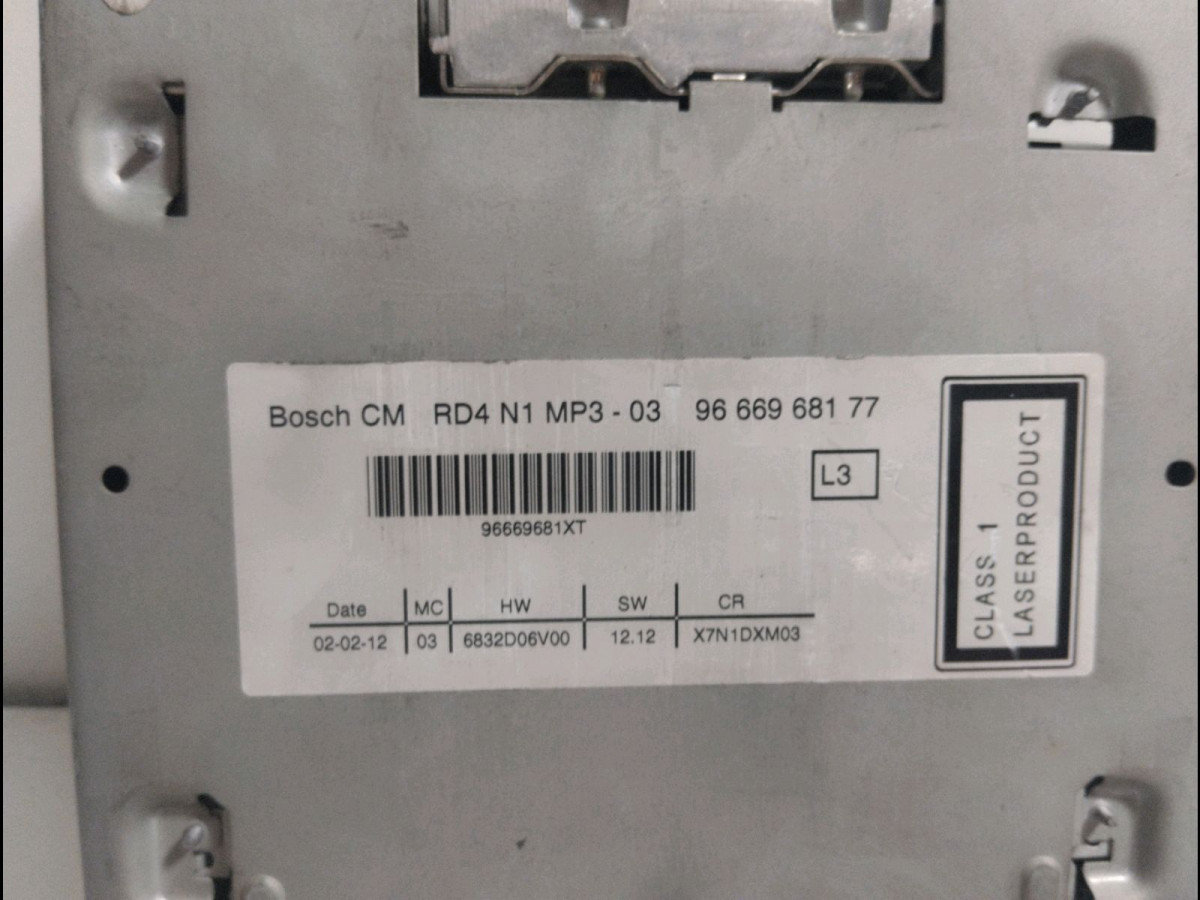 Bosch CM RD4 N1 MP3 - 03 96 669 681 77
L3
96669681XT
Date MC HW SW CR
02-02-12 03 6832D06V00 12.12 X7N1DXM03
CLASS 1
LASERPRODUCT